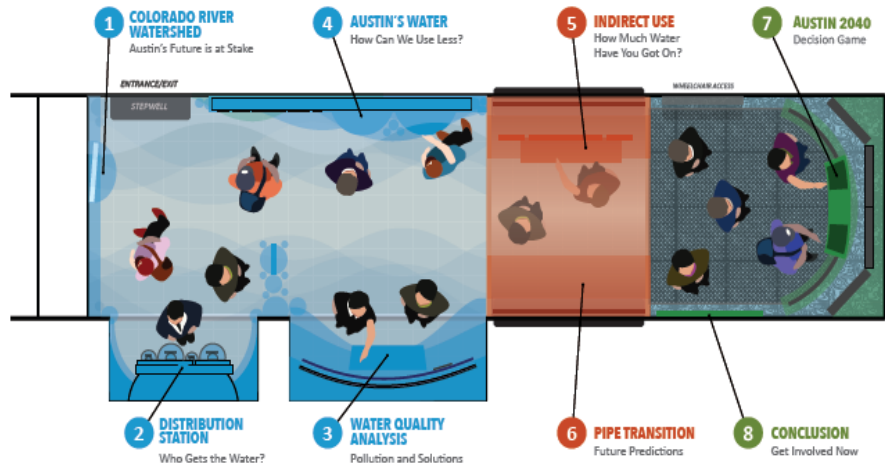 1 COLORADO RIVER
WATERSHED
Austin's Future is at Stake
4 AUSTIN'S WATER
How Can We Use Less?
5 INDIRECT USE
How Much Water
Have You Got On?
7 AUSTIN 2040
Decision Game
ENTRANCE/EXIT
STEPWELL
WHEELCHAIR ACCESS
2 DISTRIBUTION
STATION
Who Gets the Water?
3 WATER QUALITY
ANALYSIS
Pollution and Solutions
6 PIPE TRANSITION
Future Predictions
8 CONCLUSION
Get Involved Now